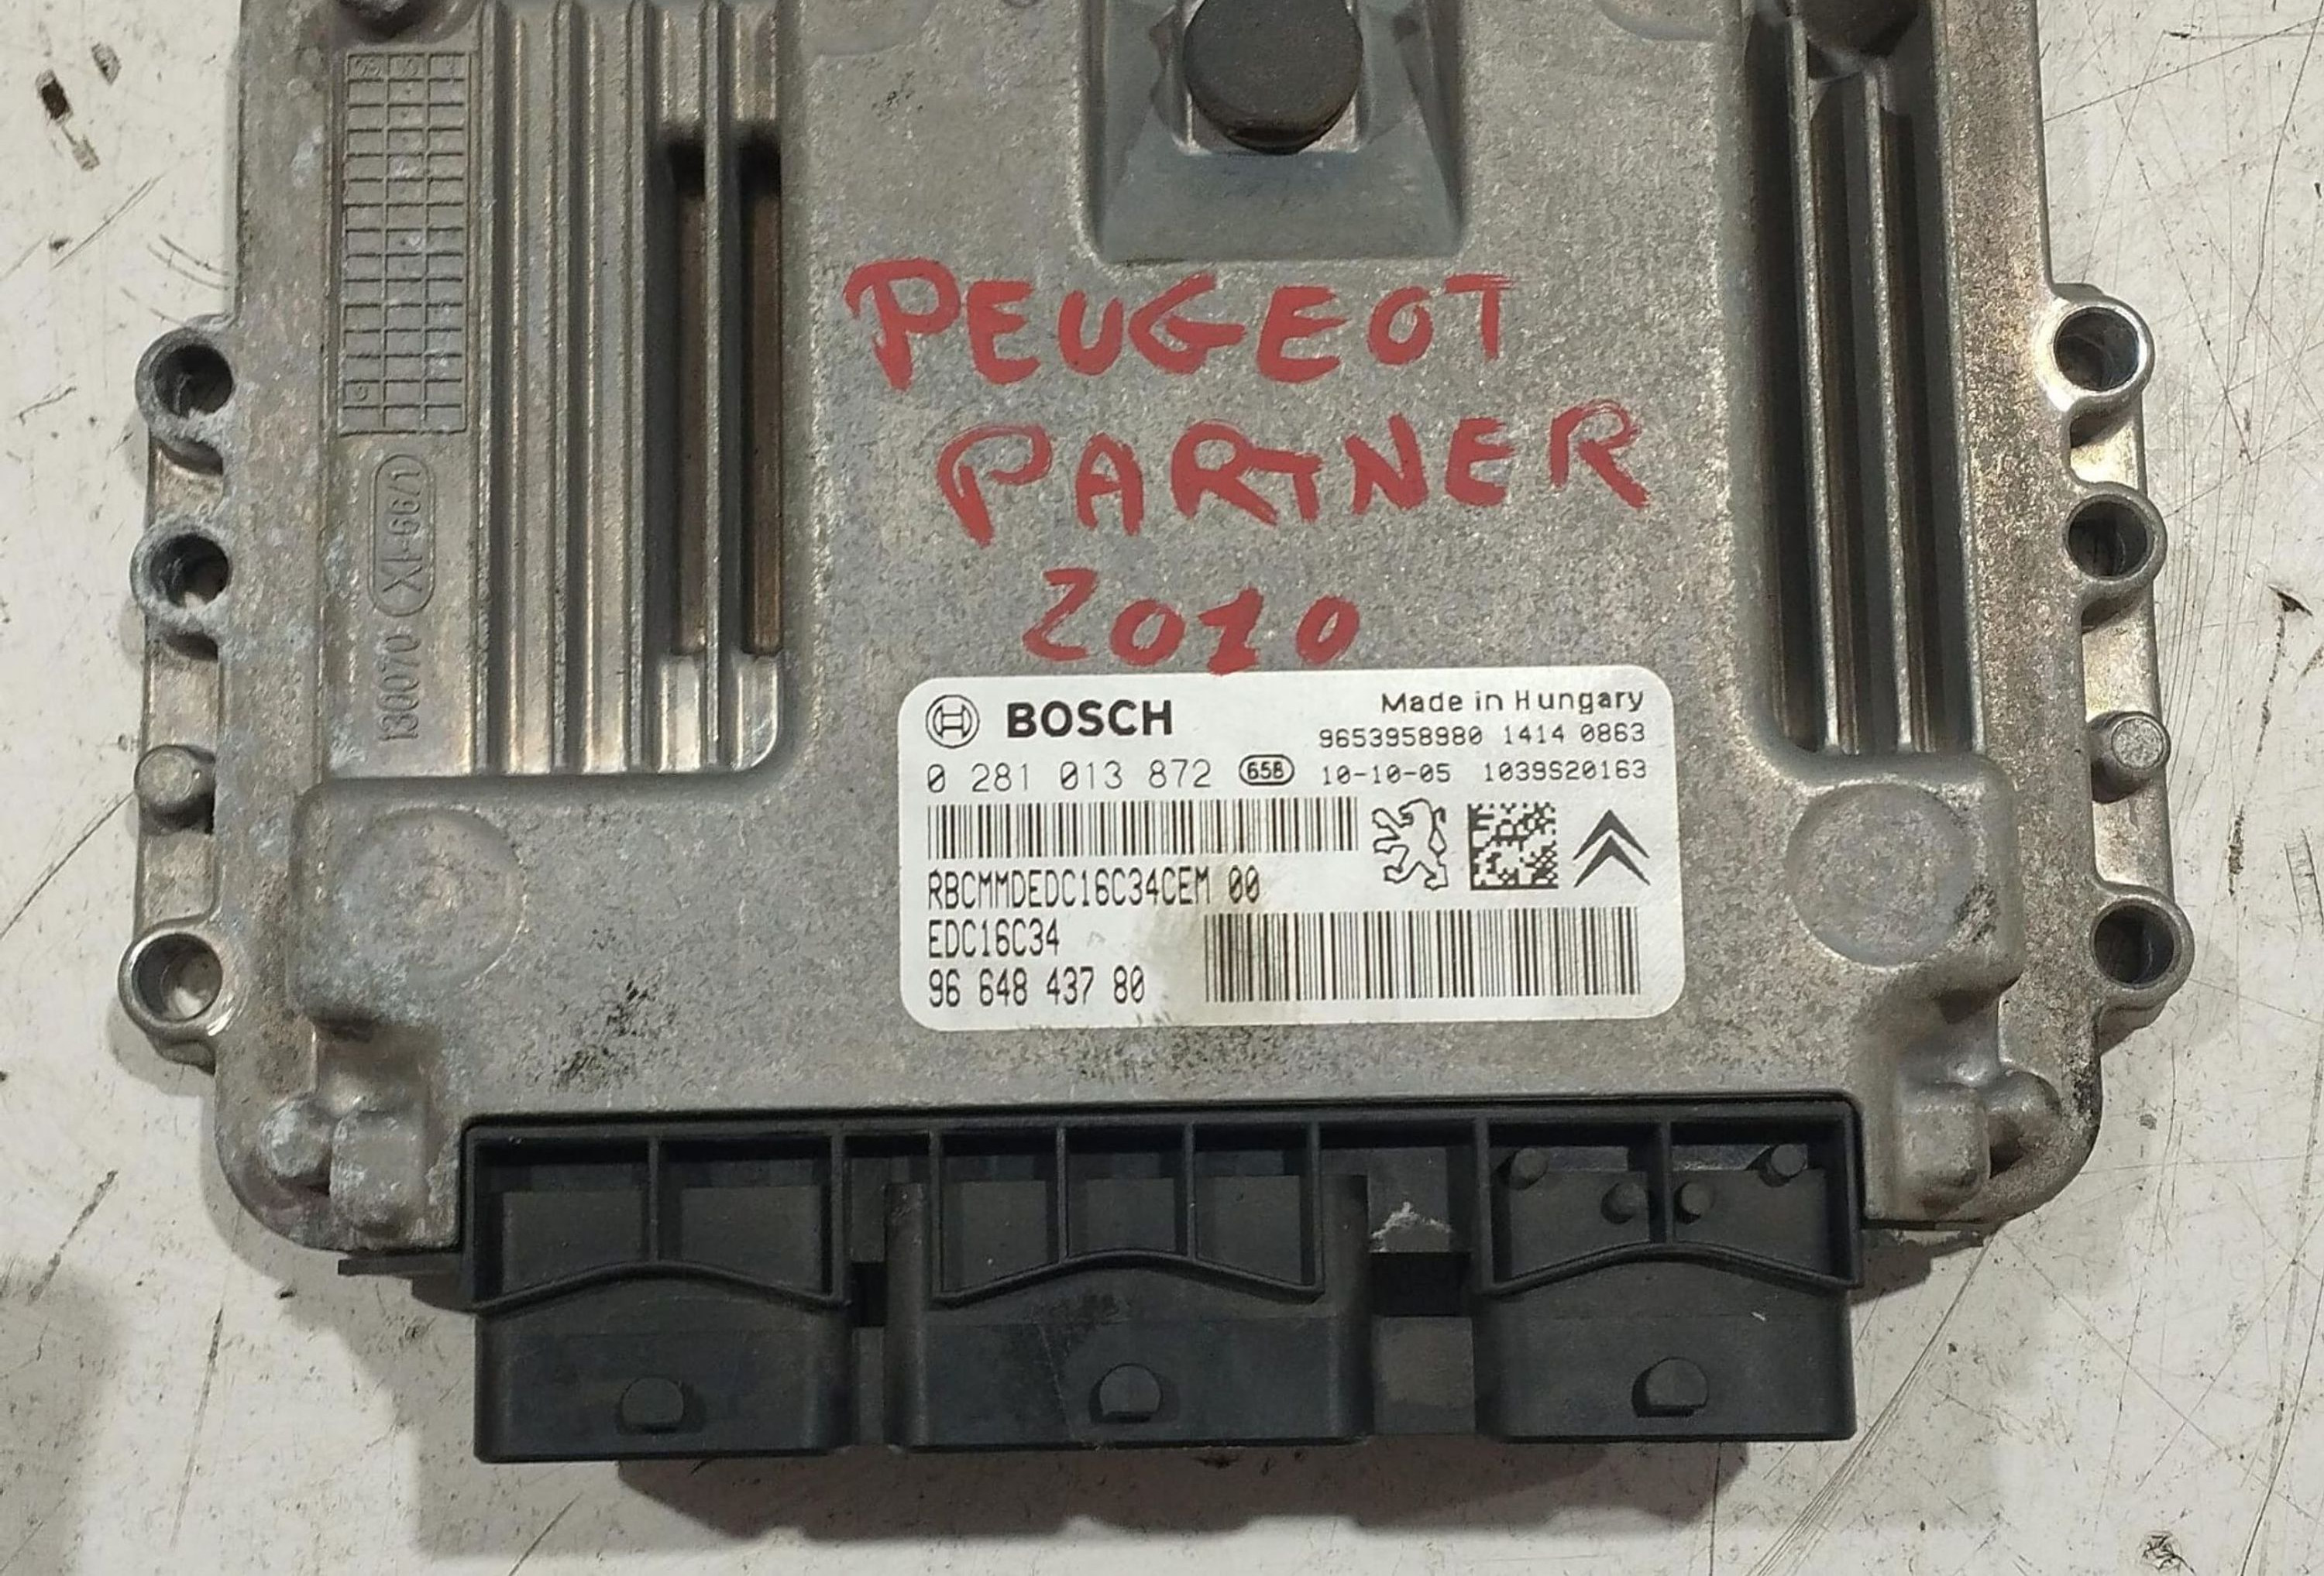 PEUGEOT
PARTNER
2010
BOSCH
Made in Hungary
9653958980 1414 0863
0 281 013 872 658 10-10-05 1039S20163
RBCMMDEDC16C34CEM 00
EDC16C34
96 648 437 80
130070